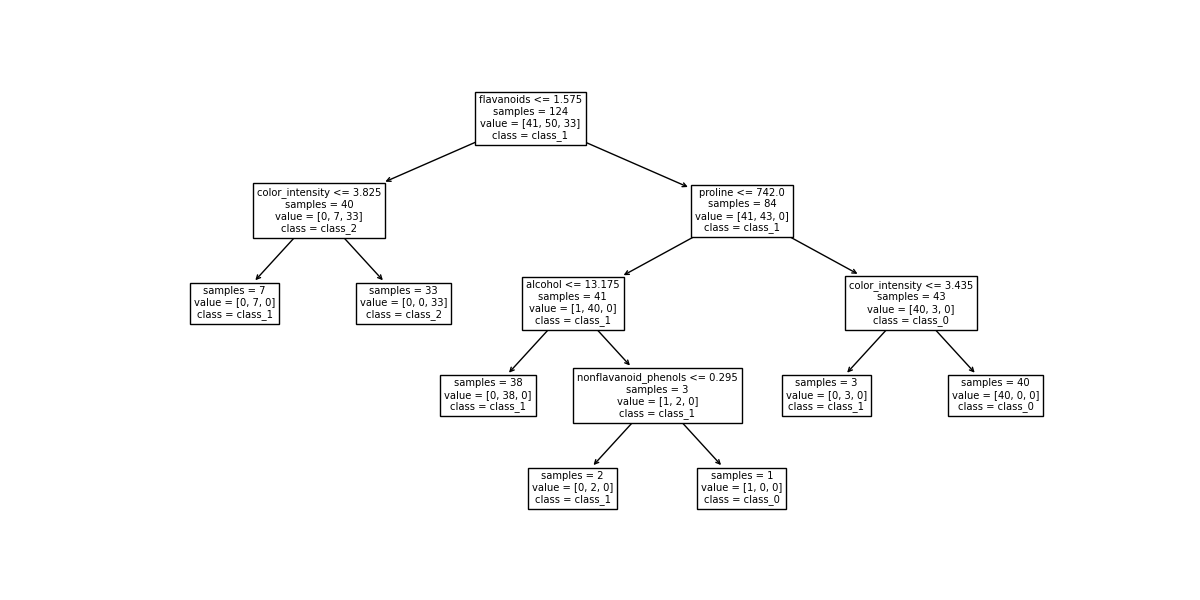 flavanoids <= 1.575
samples = 124
value = [41, 50, 33]
class = class_1
color_intensity <= 3.825
samples = 40
value = [0, 7, 33]
class = class_2
proline <= 742.0
samples = 84
value = [41, 43, 0]
class = class_1
samples = 7
value = [0, 7, 0]
class = class_1
samples = 33
value = [0, 0, 33]
class = class_2
alcohol <= 13.175
samples = 41
value = [1, 40, 0]
class = class_1
color_intensity <= 3.435
samples = 43
value = [40, 3, 0]
class = class_0
samples = 38
value = [0, 38, 0]
class = class_1
nonflavanoid_phenols <= 0.295
samples = 3
value = [1, 2, 0]
class = class_1
samples = 3
value = [0, 3, 0]
class = class_1
samples = 40
value = [40, 0, 0]
class = class_0
samples = 2
value = [0, 2, 0]
class = class_1
samples = 1
value = [1, 0, 0]
class = class_0